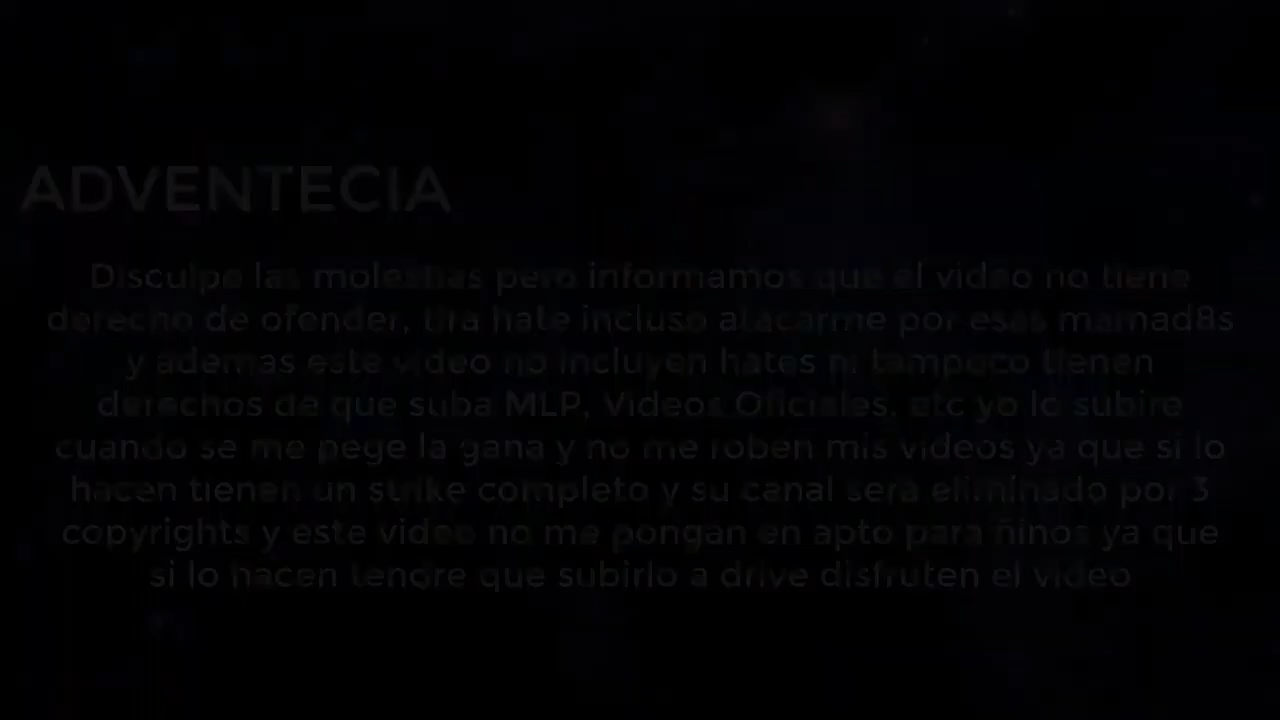 ADVENTECIA
Disculpe las molestias pero informamos que el video no tiene
derecho de ofender, tira hate incluso atacarme por esas mamad8s
y ademas este video no incluyen hates ni tampoco tienen
derechos de que suba MLP, Videos Oficiales, etc yo lo subire
cuando se me pege la gana y no me roben mis videos ya que si lo
hacen tienen un strike completo y su canal sera eliminado por 3
copyrights y este video no me pongan en apto para ñinos ya que
si lo hacen tendre que subirlo a drive disfruten el video